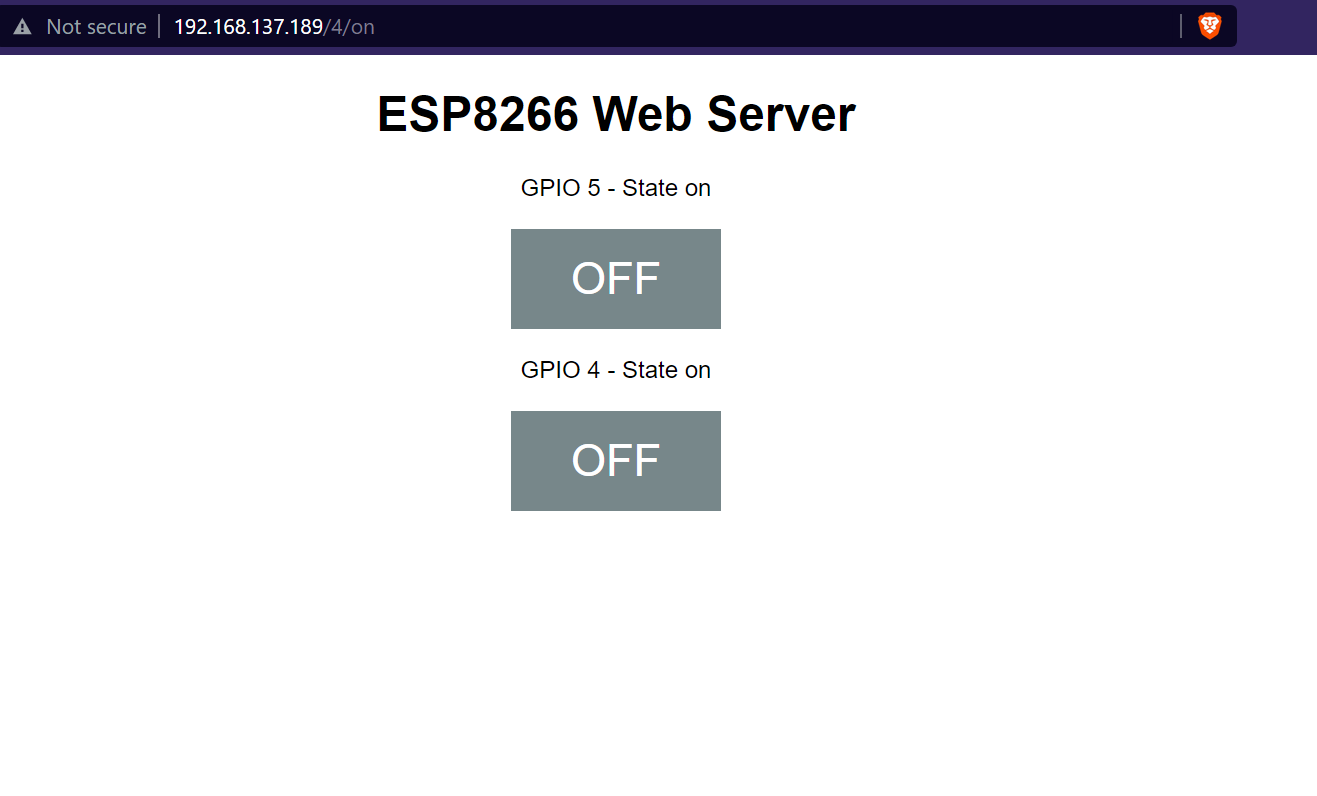 Not secure 192.168.137.189/4/on
ESP8266 Web Server
GPIO 5 - State on
OFF
GPIO 4 - State on
OFF